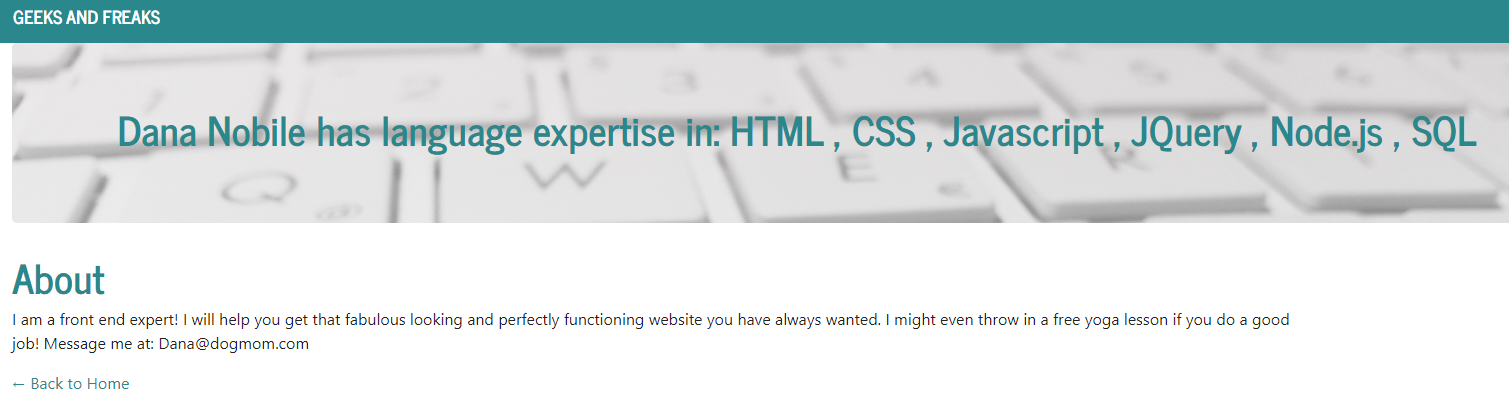 GEEKS AND FREAKS
Dana Nobile has language expertise in: HTML , CSS , Javascript , JQuery , Node.js , SQL
About
I am a front end expert! I will help you get that fabulous looking and perfectly functioning website you have always wanted. I might even throw in a free yoga lesson if you do a good
job! Message me at: Dana@dogmom.com
← Back to Home